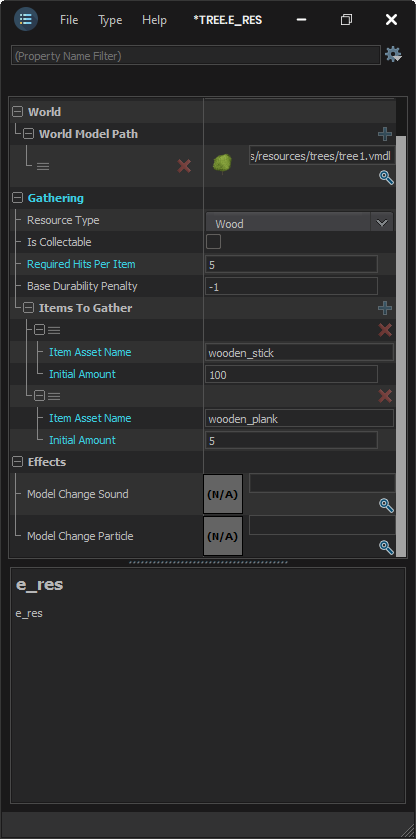 File Type Help *TREE.E_RES
(Property Name Filter)
World
World Model Path
s/resources/trees/tree1.vmdl
Gathering
Resource Type Wood
Is Collectable
Required Hits Per Item 5
Base Durability Penalty -1
Items To Gather
Item Asset Name wooden_stick
Initial Amount 100
Item Asset Name wooden_plank
Initial Amount 5
Effects
Model Change Sound (N/A)
Model Change Particle (N/A)
e_res
e_res